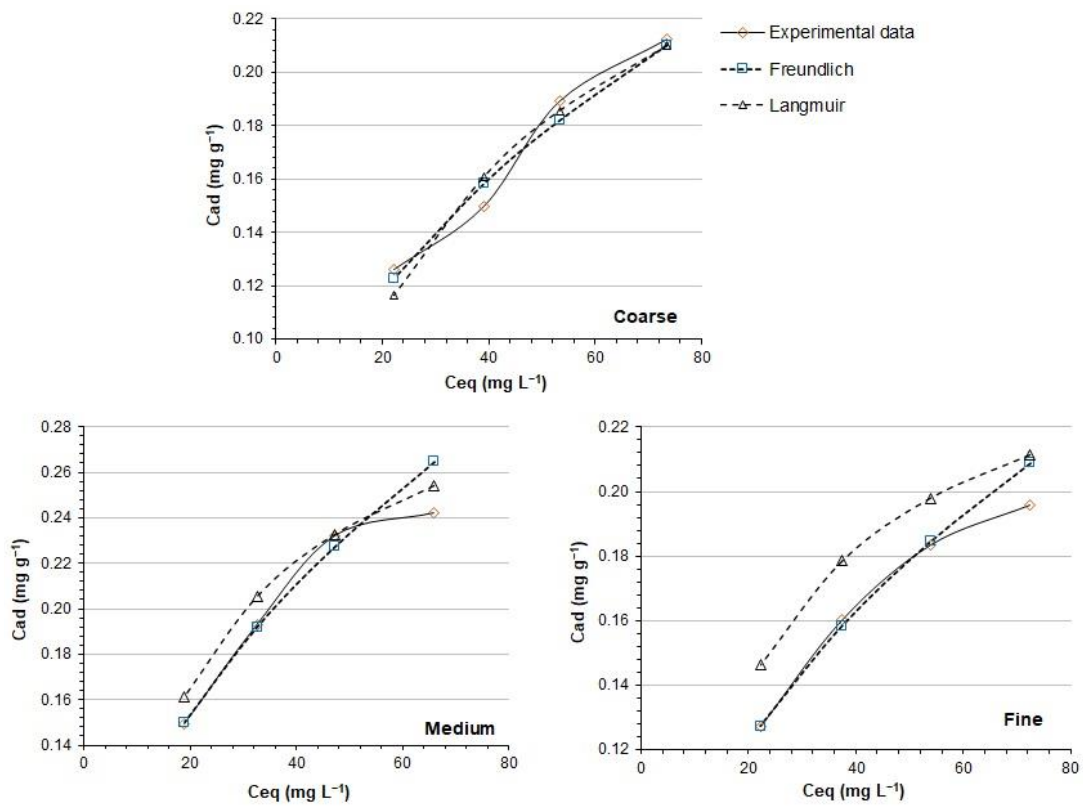 0.22
0.20
0.18
0.16
0.14
0.12
0.10
Cad (mg g⁻¹)
0 20 40 60 80
Ceq (mg L⁻¹)
Coarse
Experimental data
Freundlich
Langmuir
0.28
0.26
0.24
0.22
0.20
0.18
0.16
0.14
Cad (mg g⁻¹)
0 20 40 60 80
Ceq (mg L⁻¹)
Medium
0.22
0.20
0.18
0.16
0.14
0.12
Cad (mg g⁻¹)
0 20 40 60 80
Ceq (mg L⁻¹)
Fine